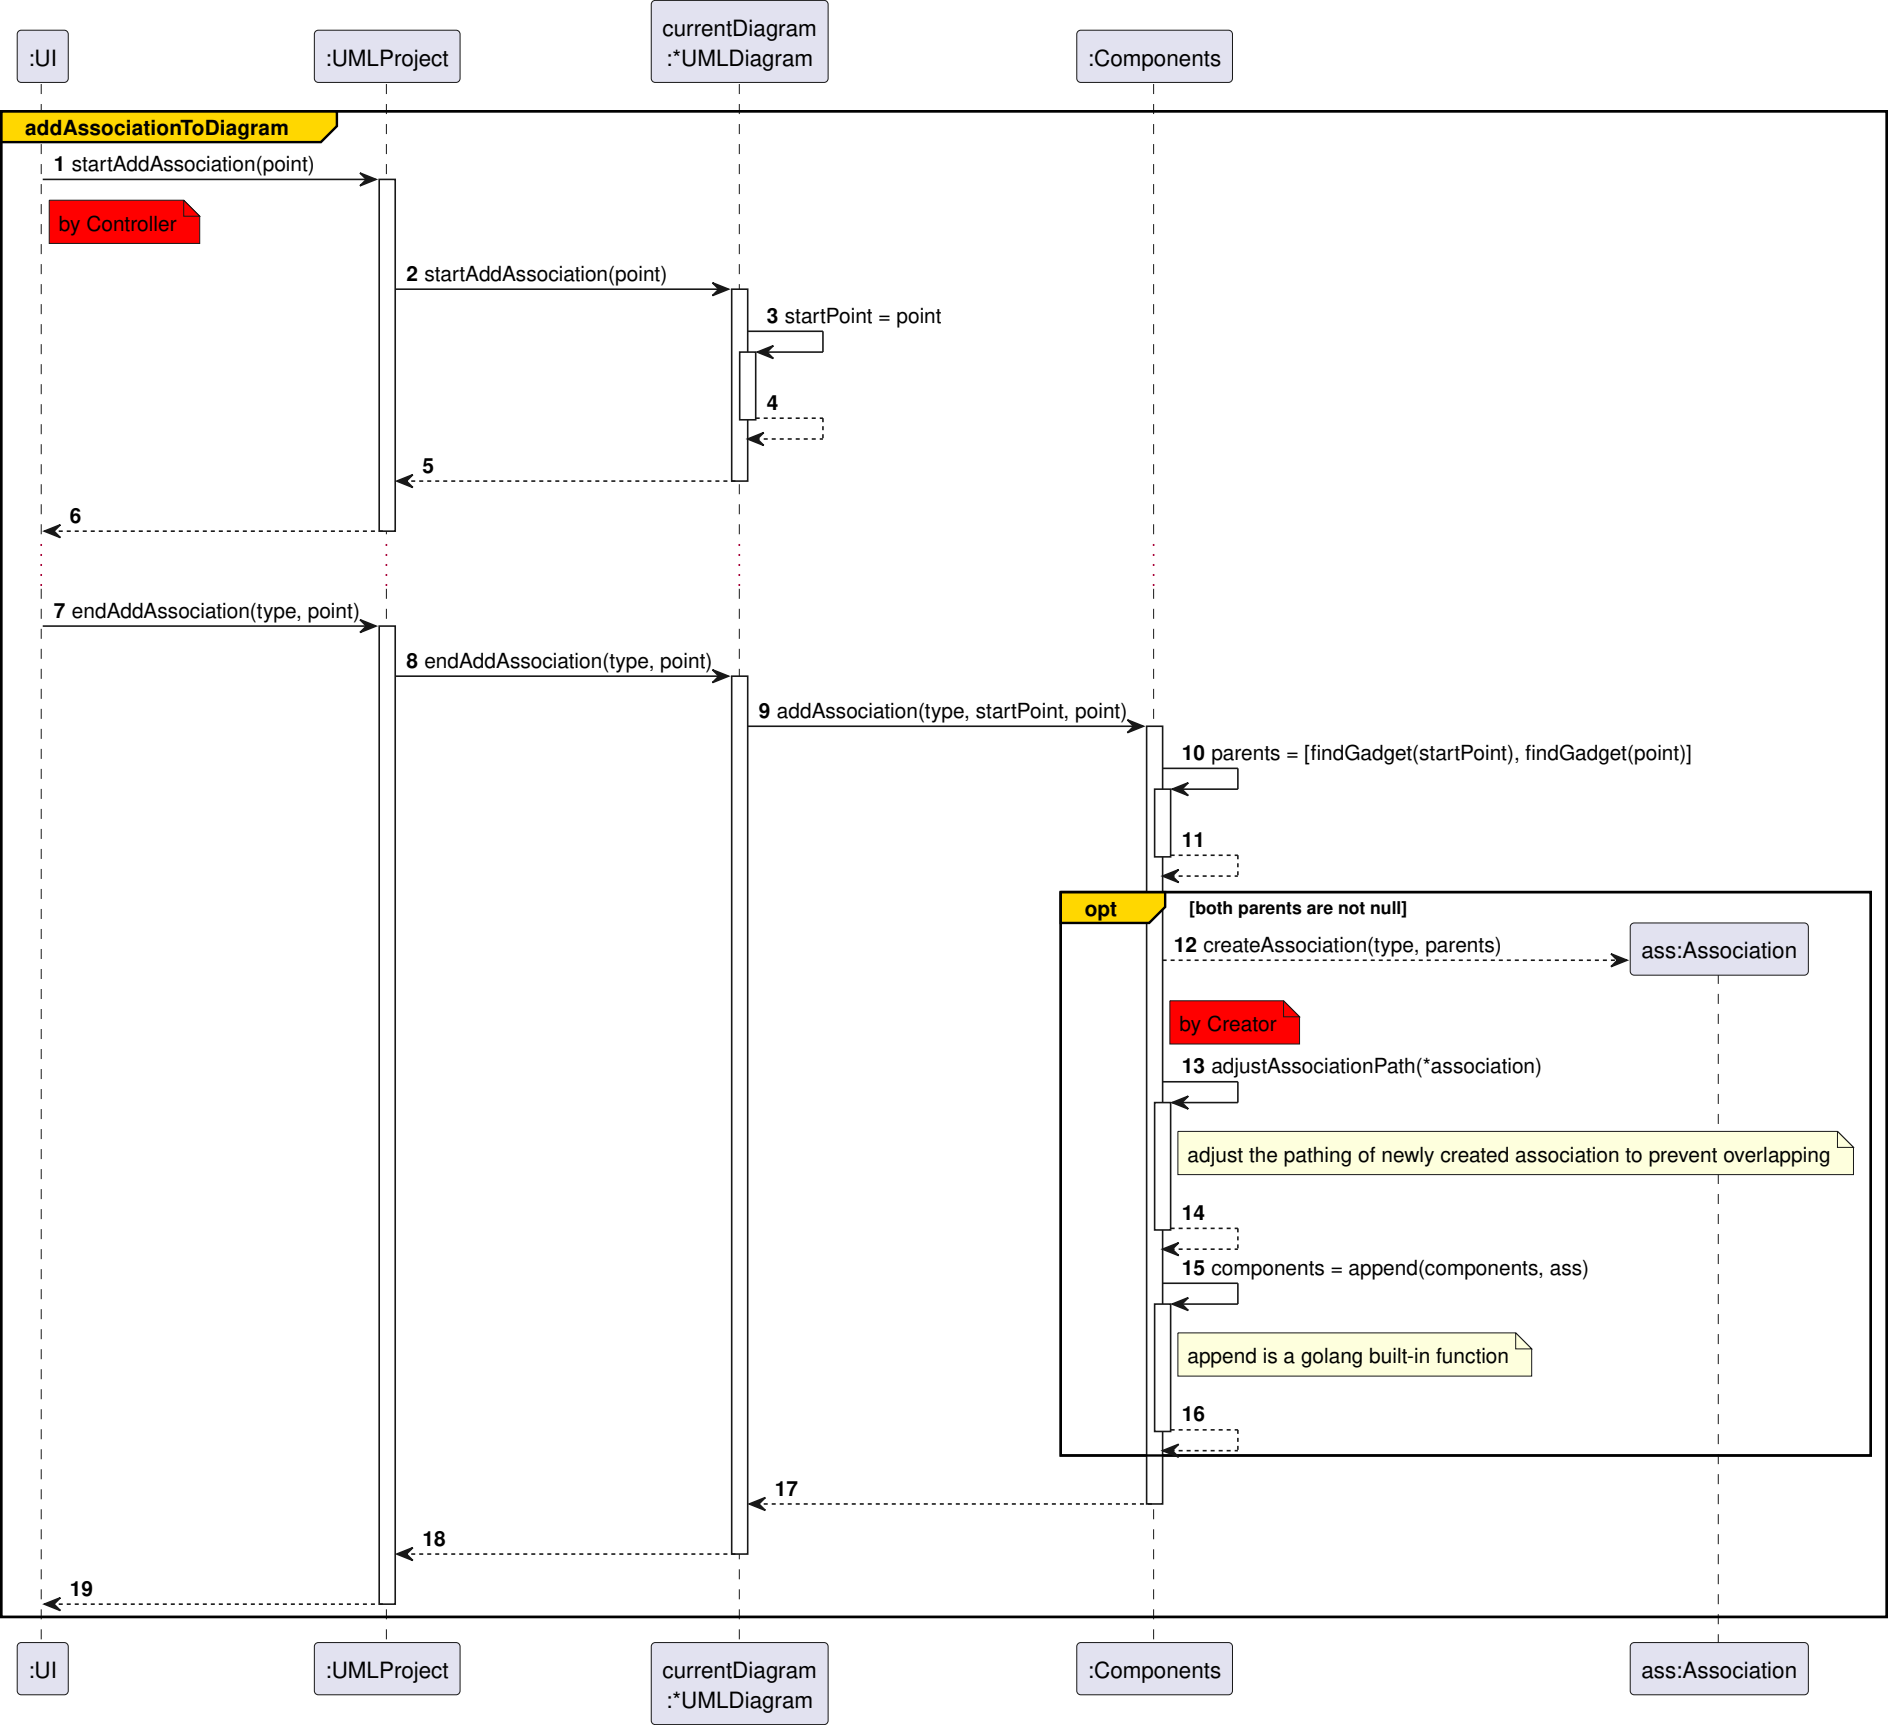 :UI
:UMLProject
currentDiagram
:*UMLDiagram
:Components
addAssociationToDiagram
1 startAddAssociation(point)
by Controller
2 startAddAssociation(point)
3 startPoint = point
4
5
6
7 endAddAssociation(type, point)
8 endAddAssociation(type, point)
9 addAssociation(type, startPoint, point)
10 parents = [findGadget(startPoint), findGadget(point)]
11
opt
[both parents are not null]
12 createAssociation(type, parents)
ass:Association
by Creator
13 adjustAssociationPath(*association)
adjust the pathing of newly created association to prevent overlapping
14
15 components = append(components, ass)
append is a golang built-in function
16
17
18
19
:UI
:UMLProject
currentDiagram
:*UMLDiagram
:Components
ass:Association